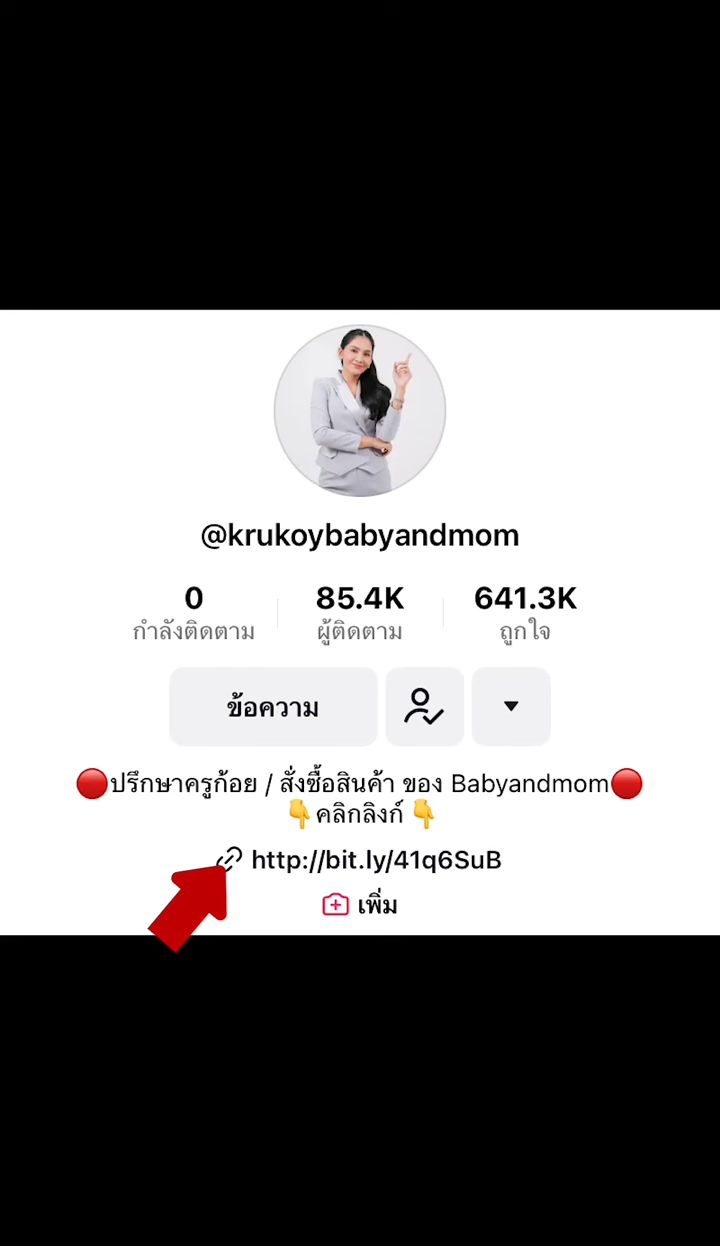 @krukoybabyandmom
0 85.4K 641.3K
กำลังติดตาม ผู้ติดตาม ถูกใจ
ข้อความ
🔴ปรึกษาครูก้อย / สั่งซื้อสินค้า ของ Babyandmom🔴
👇คลิกลิงก์ 👇
http://bit.ly/41q6SuB
เพิ่ม